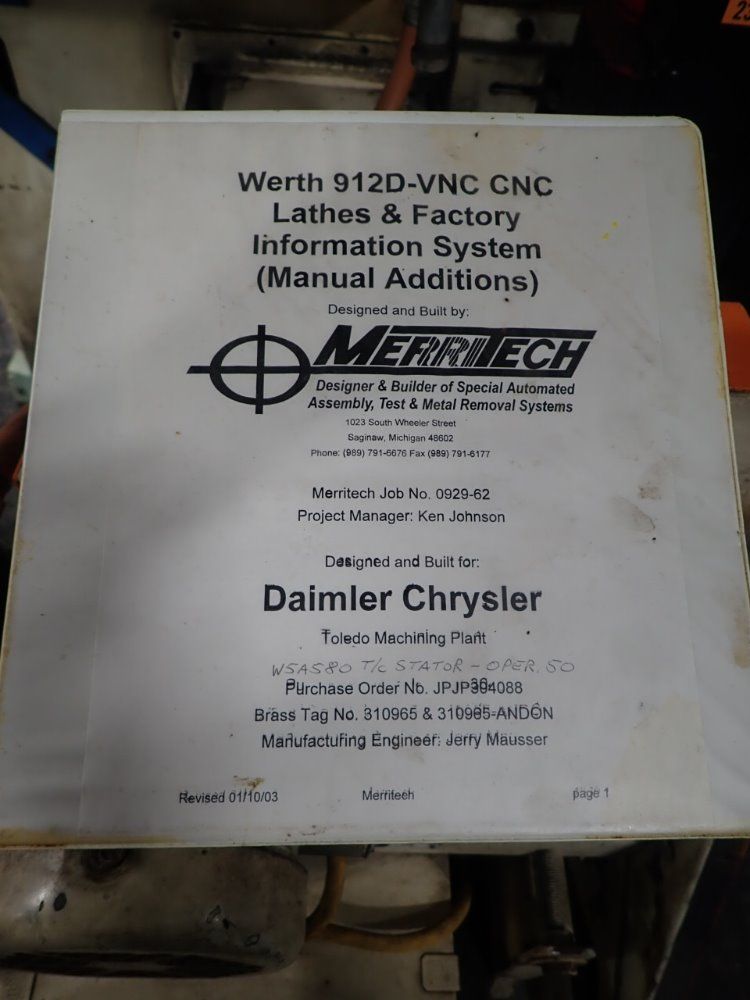 Werth 912D-VNC CNC
Lathes & Factory
Information System
(Manual Additions)
Designed and Built by:
MERRITECH
Designer & Builder of Special Automated
Assembly, Test & Metal Removal Systems
1023 South Wheeler Street
Saginaw, Michigan 48602
Phone: (989) 791-6676 Fax (989) 791-6177
Merritech Job No. 0929-62
Project Manager: Ken Johnson
Designed and Built for:
Daimler Chrysler
Toledo Machining Plant
W5A580 T/C STATOR - OPER. 50
Purchase Order No. JPJP304088
Brass Tag No. 310965 & 310965-ANDON
Manufacturing Engineer: Jerry Mausser
Revised 01/10/03 Merritech page 1